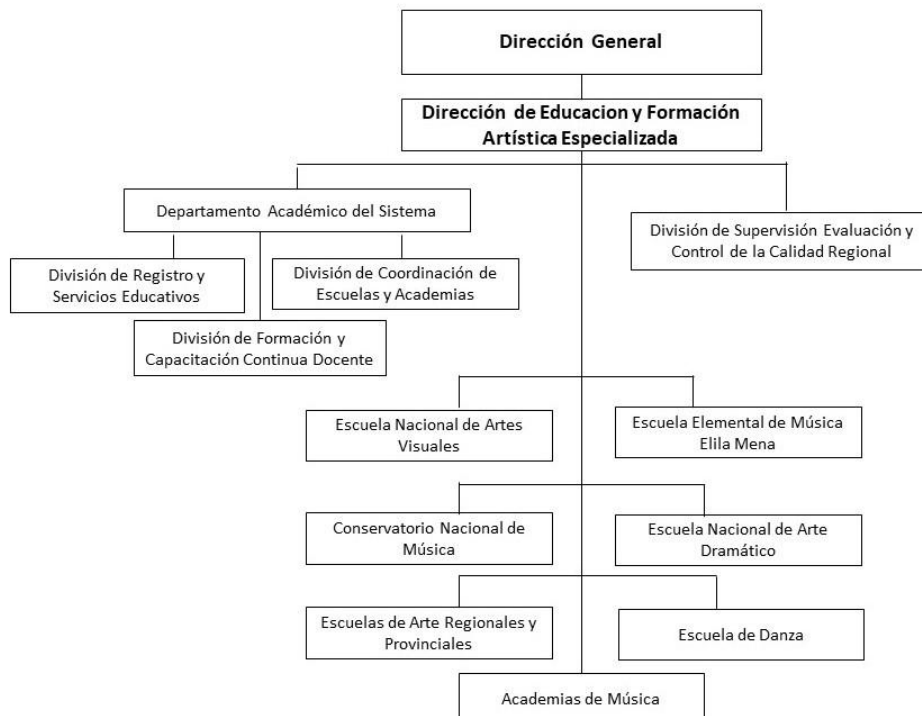 Dirección General
Dirección de Educacion y Formación
Artística Especializada
Departamento Académico del Sistema
División de Supervisión Evaluación y
Control de la Calidad Regional
División de Registro y
Servicios Educativos
División de Coordinación de
Escuelas y Academias
División de Formación y
Capacitación Continua Docente
Escuela Nacional de Artes
Visuales
Escuela Elemental de Música
Elila Mena
Conservatorio Nacional de
Música
Escuela Nacional de Arte
Dramático
Escuelas de Arte Regionales y
Provinciales
Escuela de Danza
Academias de Música